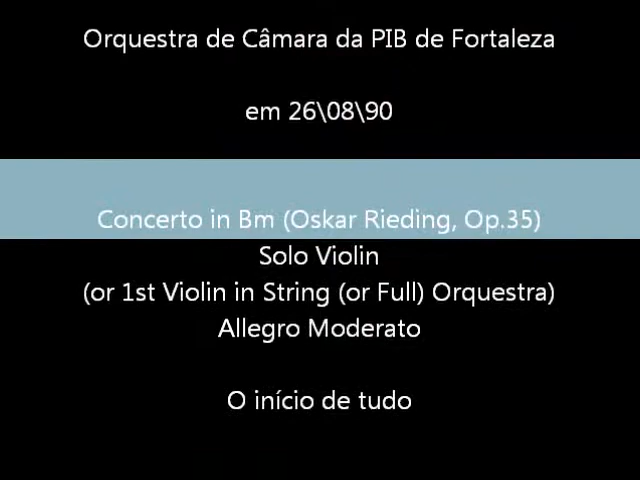 Orquestra de Câmara da PIB de Fortaleza
em 26\08\90
Concerto in Bm (Oskar Rieding, Op.35)
Solo Violin
(or 1st Violin in String (or Full) Orquestra)
Allegro Moderato
O início de tudo